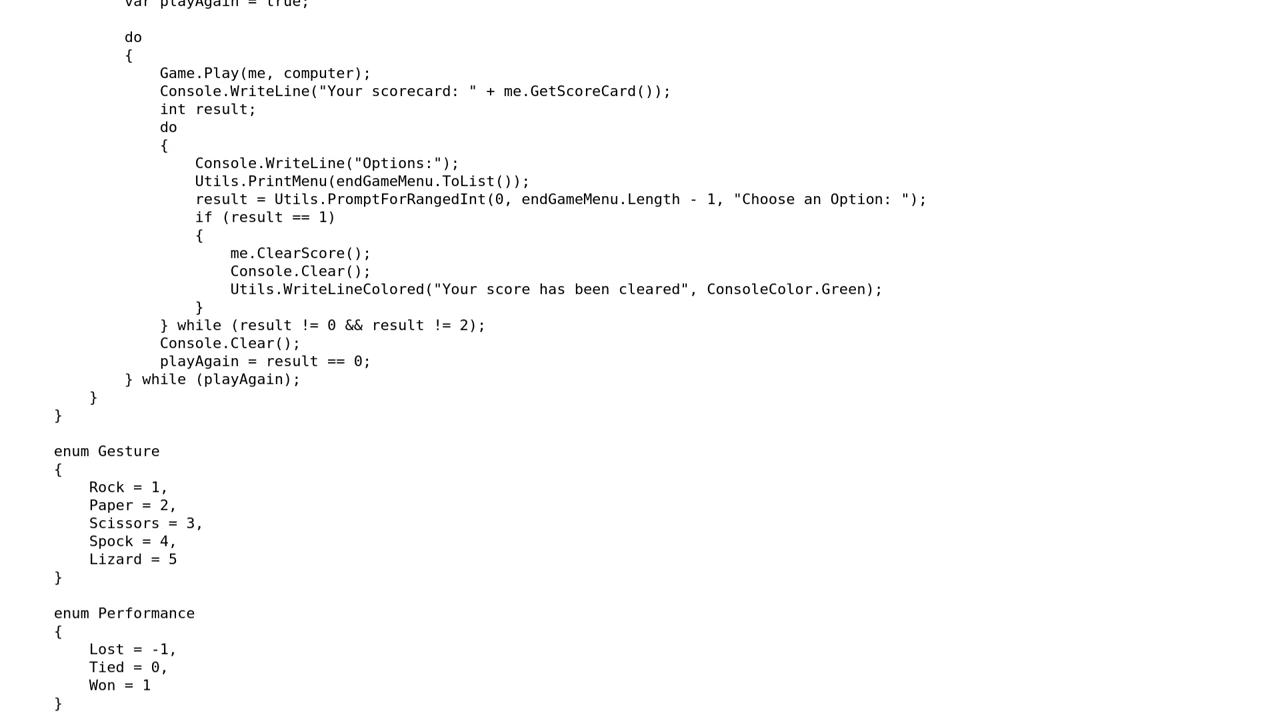 var playAgain = true;
do
{
Game.Play(me, computer);
Console.WriteLine("Your scorecard: " + me.GetScoreCard());
int result;
do
{
Console.WriteLine("Options:");
Utils.PrintMenu(endGameMenu.ToList());
result = Utils.PromptForRangedInt(0, endGameMenu.Length - 1, "Choose an Option: ");
if (result == 1)
{
me.ClearScore();
Console.Clear();
Utils.WriteLineColored("Your score has been cleared", ConsoleColor.Green);
}
} while (result != 0 && result != 2);
Console.Clear();
playAgain = result == 0;
} while (playAgain);
}
}
enum Gesture
{
Rock = 1,
Paper = 2,
Scissors = 3,
Spock = 4,
Lizard = 5
}
enum Performance
{
Lost = -1,
Tied = 0,
Won = 1
}